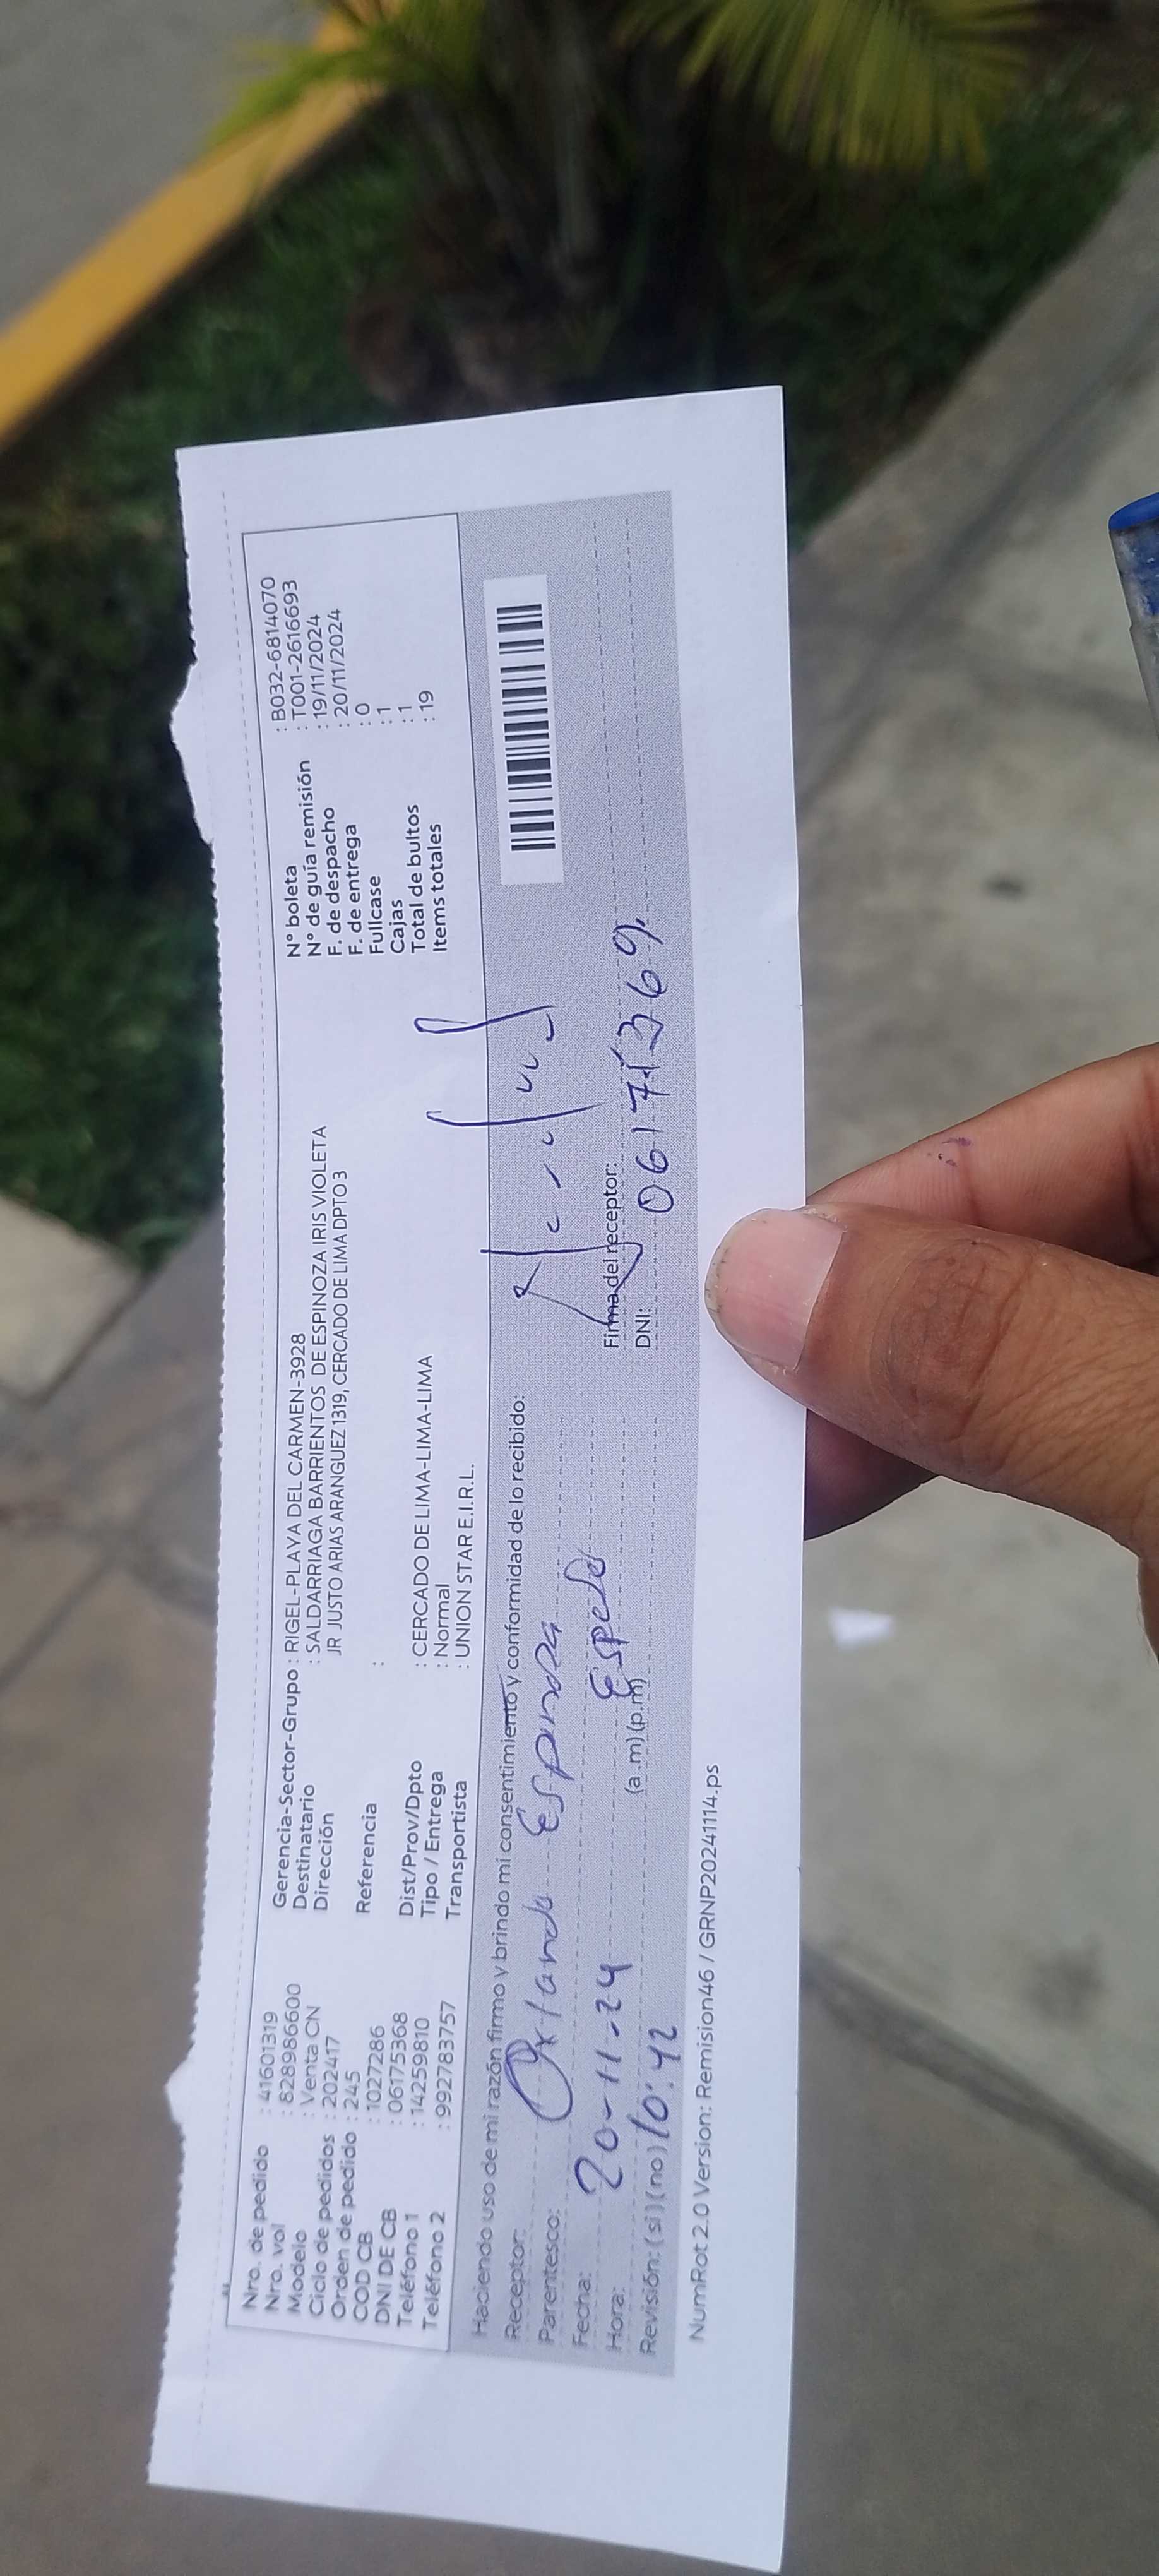 Nro. de pedido : 41601319
Nro. vol : 828986600
Modelo : Venta CN
Ciclo de pedidos : 202417
Orden de pedido : 245
COD CB : 1027286
DNI DE CB : 06175368
Teléfono 1 : 14259810
Teléfono 2 : 992783757
Gerencia-Sector-Grupo : RIGEL-PLAYA DEL CARMEN-3928
Destinatario : SALDARRIAGA BARRIENTOS DE ESPINOZA IRIS VIOLETA
Dirección JR JUSTO ARIAS ARANGUEZ 1319, CERCADO DE LIMA DPTO 3
Referencia :
Dist/Prov/Dpto : CERCADO DE LIMA-LIMA-LIMA
Tipo / Entrega : Normal
Transportista : UNION STAR E.I.R.L.
N° boleta : B032-6814070
N° de guía remisión : T001-2616693
F. de despacho : 19/11/2024
F. de entrega : 20/11/2024
Fullcase : 0
Cajas : 1
Total de bultos : 1
Items totales : 19
Haciendo uso de mi razón firmo y brindo mi consentimiento y conformidad de lo recibido:
Receptor: Orlando
Parentesco:
Fecha: 20-11-24
Hora: 10:42 (a.m) (p.m)
Revisión: (si) (no)
Firma del receptor:
DNI:
NumRot 2.0 Version: Remision46 / GRNP20241114.ps